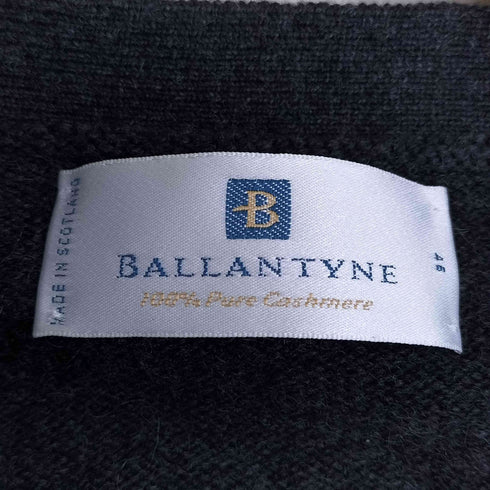 MADE IN SCOTLAND
B
BALLANTYNE
100% Pure Cashmere
46